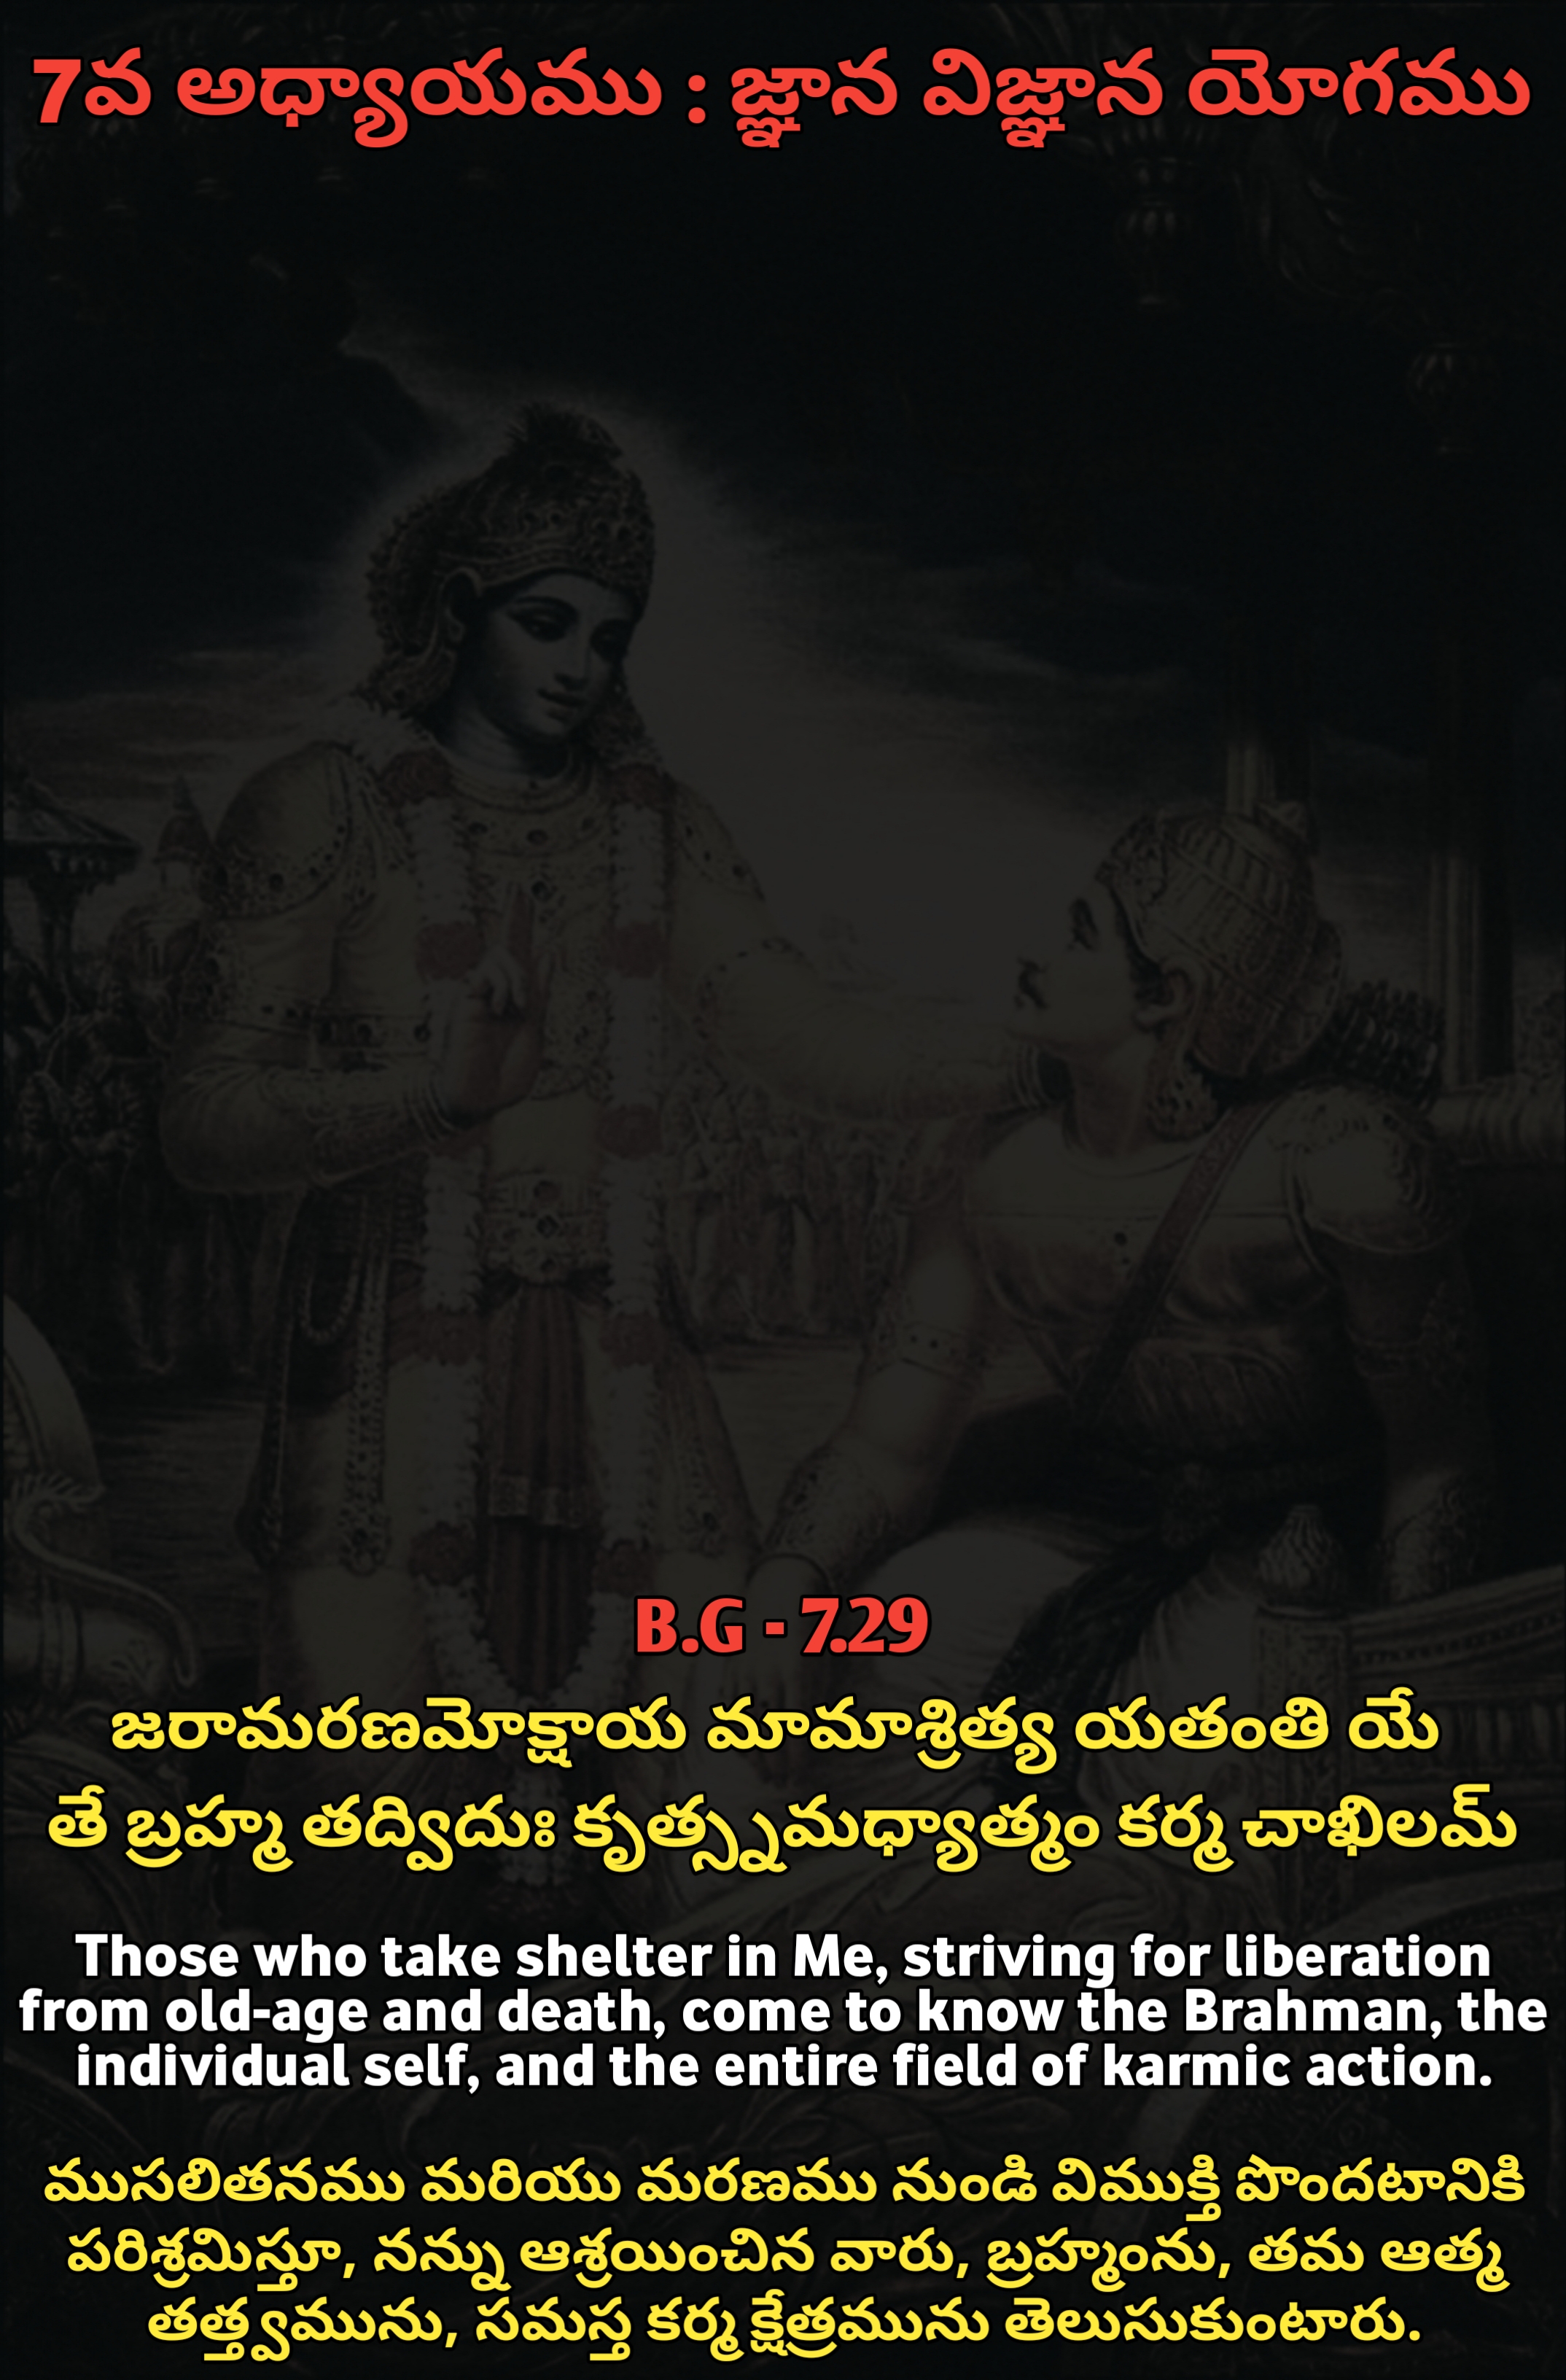 7వ అధ్యాయము : జ్ఞాన విజ్ఞాన యోగము
B.G - 7.29
జరామరణమోక్షాయ మామాశ్రిత్య యతంతి యే
తే బ్రహ్మ తద్విదుః కృత్స్నమధ్యాత్మం కర్మ చాఖిలమ్
Those who take shelter in Me, striving for liberation
from old-age and death, come to know the Brahman, the
individual self, and the entire field of karmic action.
ముసలితనము మరియు మరణము నుండి విముక్తి పొందటానికి
పరిశ్రమిస్తూ, నన్ను ఆశ్రయించిన వారు, బ్రహ్మంను, తమ ఆత్మ
తత్త్వమును, సమస్త కర్మ క్షేత్రమును తెలుసుకుంటారు.